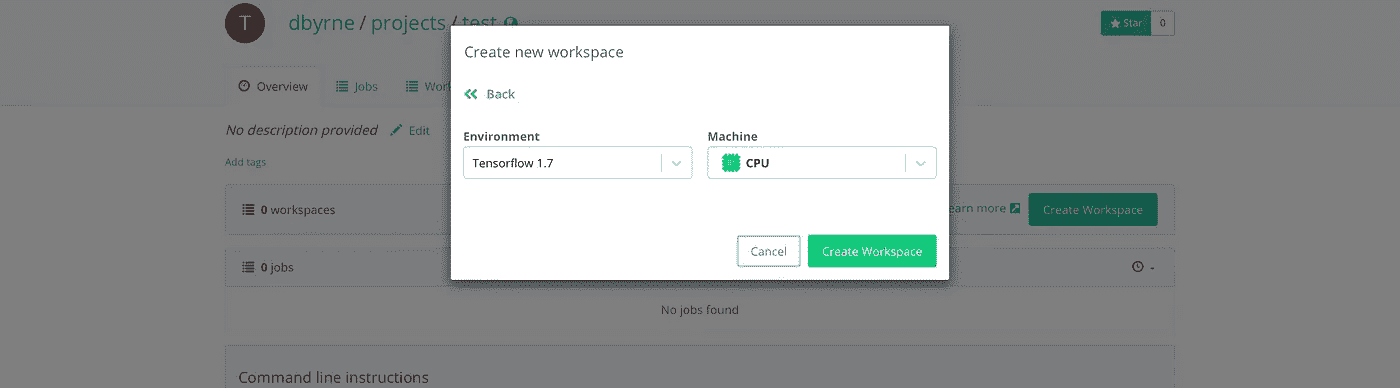 T dbyrne / projects / test Star 0
Create new workspace
Overview Jobs Work
Back
No description provided Edit
Environment Machine
Tensorflow 1.7 CPU
Add tags
0 workspaces earn more Create Workspace
Cancel Create Workspace
0 jobs
No jobs found
Command line instructions